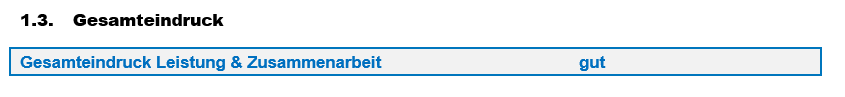 1.3. Gesamteindruck
Gesamteindruck Leistung & Zusammenarbeit gut